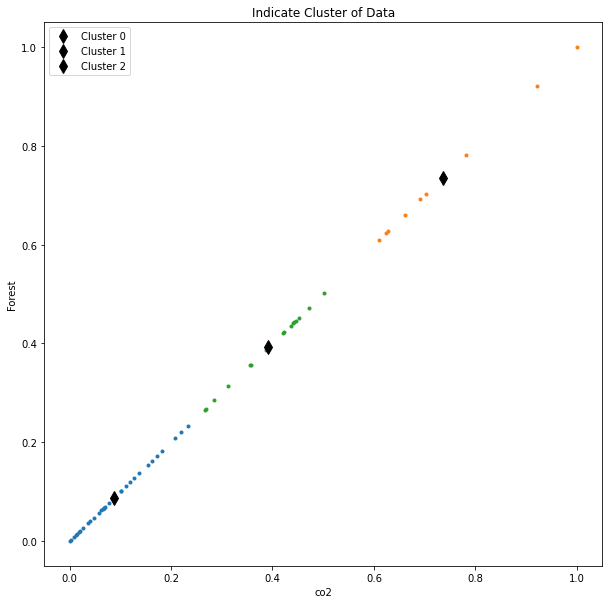 Indicate Cluster of Data
Cluster 0
Cluster 1
Cluster 2
1.0
0.8
0.6
0.4
0.2
0.0
Forest
0.0 0.2 0.4 0.6 0.8 1.0
co2